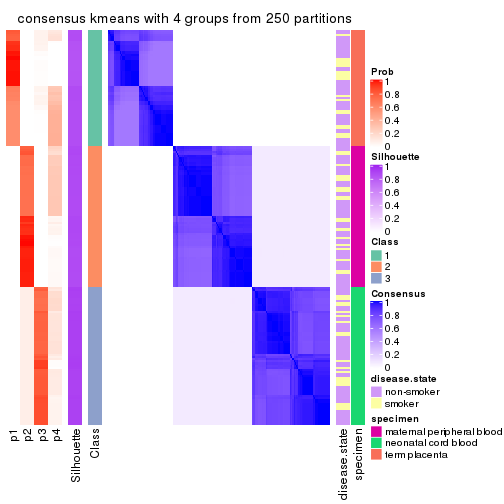 consensus kmeans with 4 groups from 250 partitions
Prob
1
0.8
0.6
0.4
0.2
0
Silhouette
1
0.8
0.6
0.4
0.2
0
Class
1
2
3
Consensus
1
0.8
0.6
0.4
0.2
0
disease.state
non-smoker
smoker
specimen
maternal peripheral blood
neonatal cord blood
term placenta
p1
p2
p3
p4
Silhouette
Class
disease.state
specimen